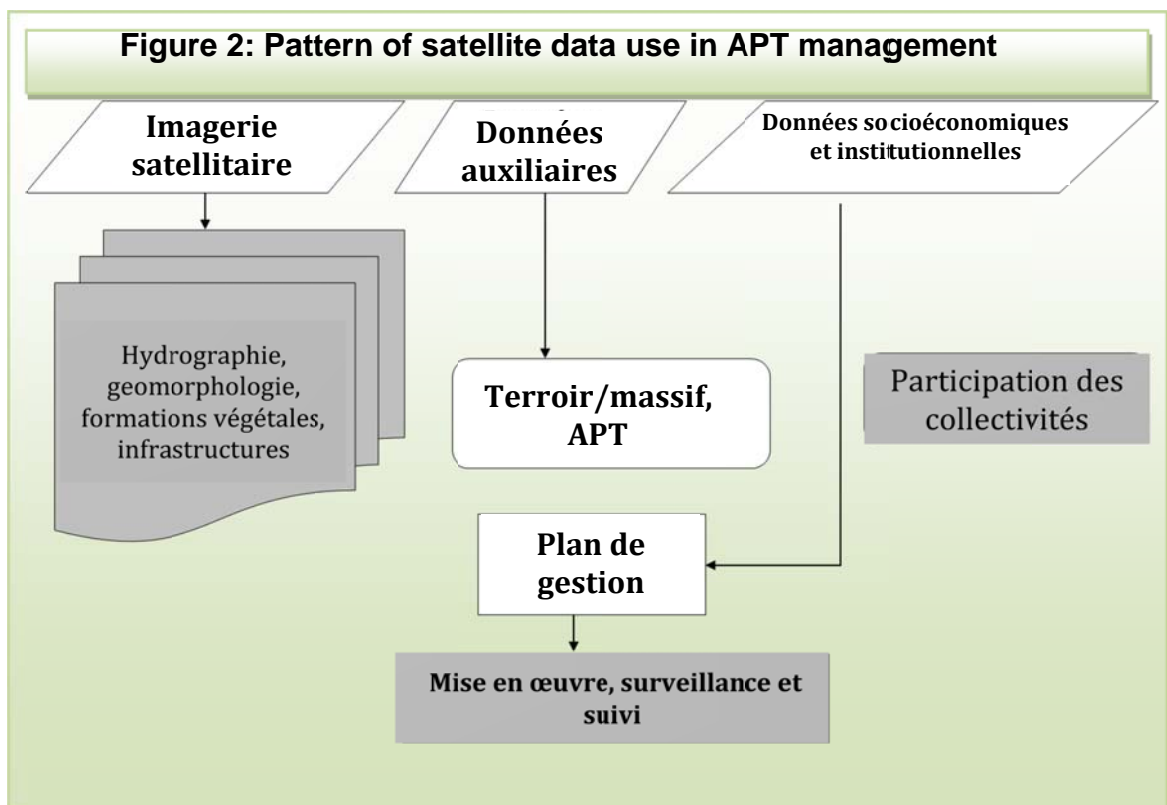 Figure 2: Pattern of satellite data use in APT management
Imagerie
satellitaire
Données
auxiliaires
Données socioéconomiques
et institutionnelles
Hydrographie,
geomorphologie,
formations végétales,
infrastructures
Terroir/massif,
APT
Participation des
collectivités
Plan de
gestion
Mise en œuvre, surveillance et
suivi